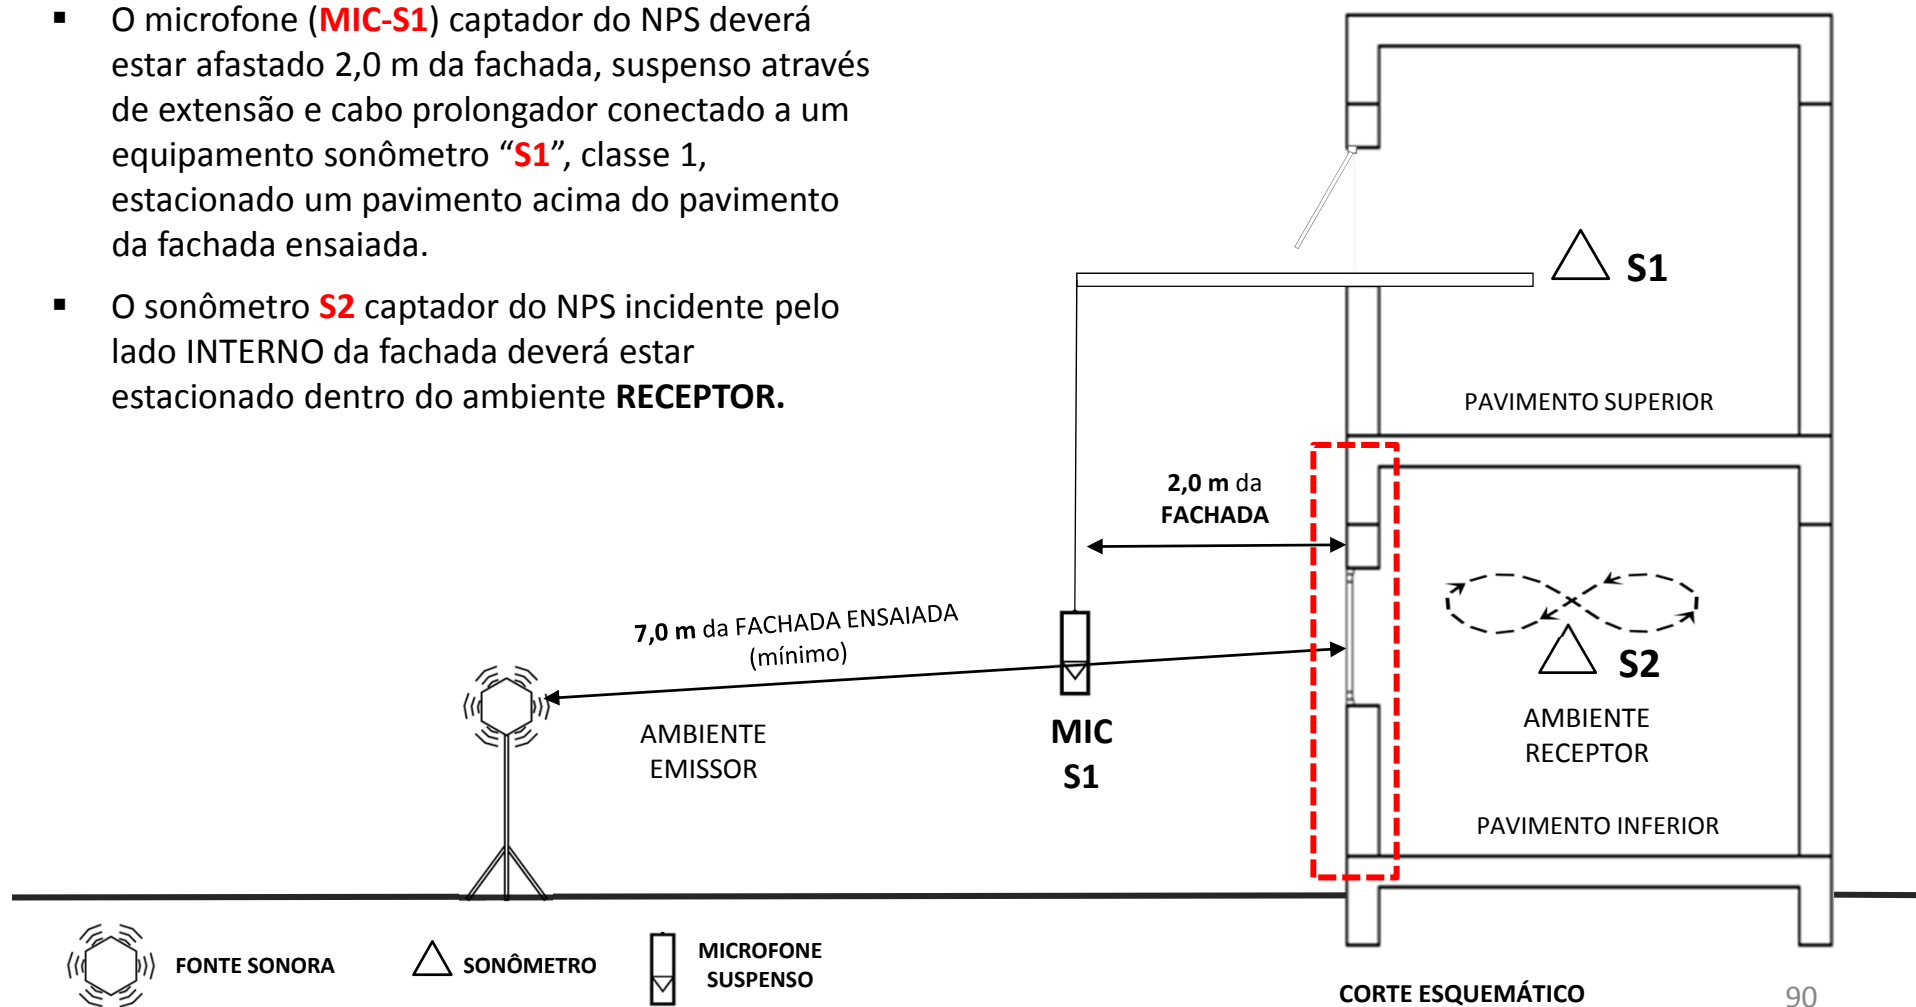 ▪ O microfone (MIC-S1) captador do NPS deverá
estar afastado 2,0 m da fachada, suspenso através
de extensão e cabo prolongador conectado a um
equipamento sonômetro “S1”, classe 1,
estacionado um pavimento acima do pavimento
da fachada ensaiada.
▪ O sonômetro S2 captador do NPS incidente pelo
lado INTERNO da fachada deverá estar
estacionado dentro do ambiente RECEPTOR.
S1
PAVIMENTO SUPERIOR
2,0 m da
FACHADA
7,0 m da FACHADA ENSAIADA
(mínimo)
MIC
S1
AMBIENTE
EMISSOR
S2
AMBIENTE
RECEPTOR
PAVIMENTO INFERIOR
FONTE SONORA
SONÔMETRO
MICROFONE
SUSPENSO
CORTE ESQUEMÁTICO
90